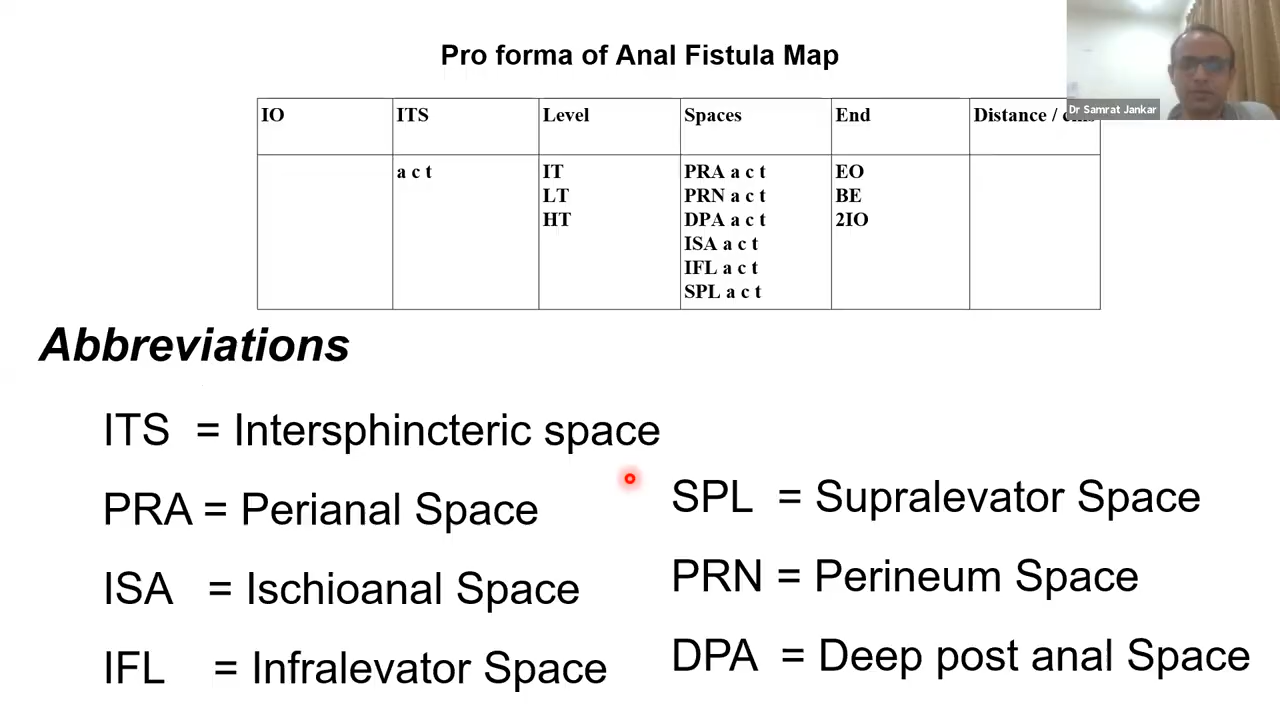 Pro forma of Anal Fistula Map
Dr Samrat Jankar
IO ITS Level Spaces End Distance /
a c t IT PRA a c t EO
LT PRN a c t BE
HT DPA a c t 2IO
ISA a c t
IFL a c t
SPL a c t
Abbreviations
ITS = Intersphincteric space
PRA = Perianal Space
ISA = Ischioanal Space
IFL = Infralevator Space
SPL = Supralevator Space
PRN = Perineum Space
DPA = Deep post anal Space